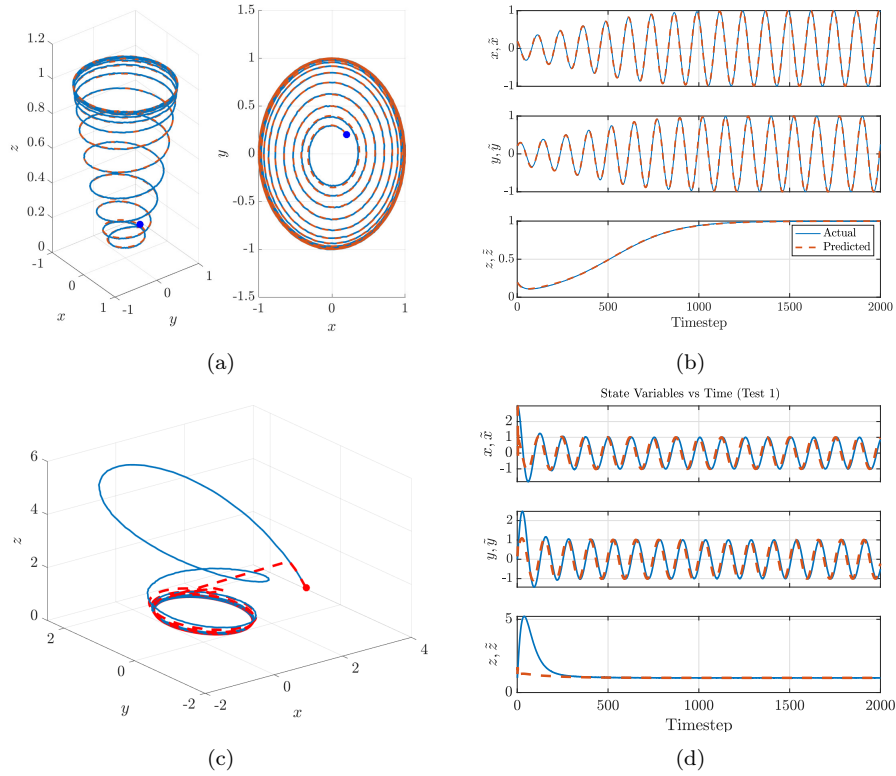 1.2
1
0.8
0.6
0.4
0.2
0
z
-1
0
1
x
-1
0
1
y
1.5
1
0.5
0
-0.5
-1
-1.5
y
-1
0
1
x
(a)
1
0
-1
x, x̃
1
0
-1
y, ỹ
1
0.5
0
z, z̃
Actual
Predicted
0
500
1000
1500
2000
Timestep
(b)
6
4
2
0
z
2
0
-2
y
-2
0
2
4
x
(c)
State Variables vs Time (Test 1)
2
1
0
-1
x, x̃
2
1
0
-1
y, ỹ
5
0
z, z̃
0
500
1000
1500
2000
Timestep
(d)